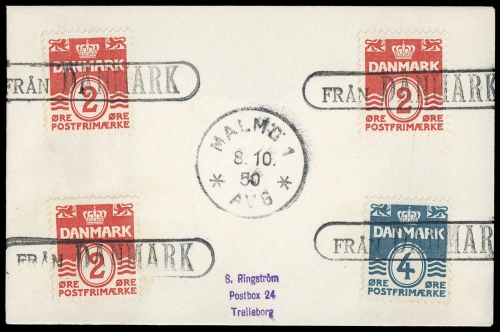 DANMARK
2
ØRE ØRE
POSTFRIMÆRKE
FRÅN DANMARK
DANMARK
2
ØRE ØRE
POSTFRIMÆRKE
FRÅN DANMARK
MALMÖ 1
8.10.
50
* AVG *
DANMARK
2
ØRE ØRE
POSTFRIMÆRKE
FRÅN DANMARK
DANMARK
4
ØRE ØRE
POSTFRIMÆRKE
FRÅN DANMARK
S. Ringström
Postbox 24
Trelleborg